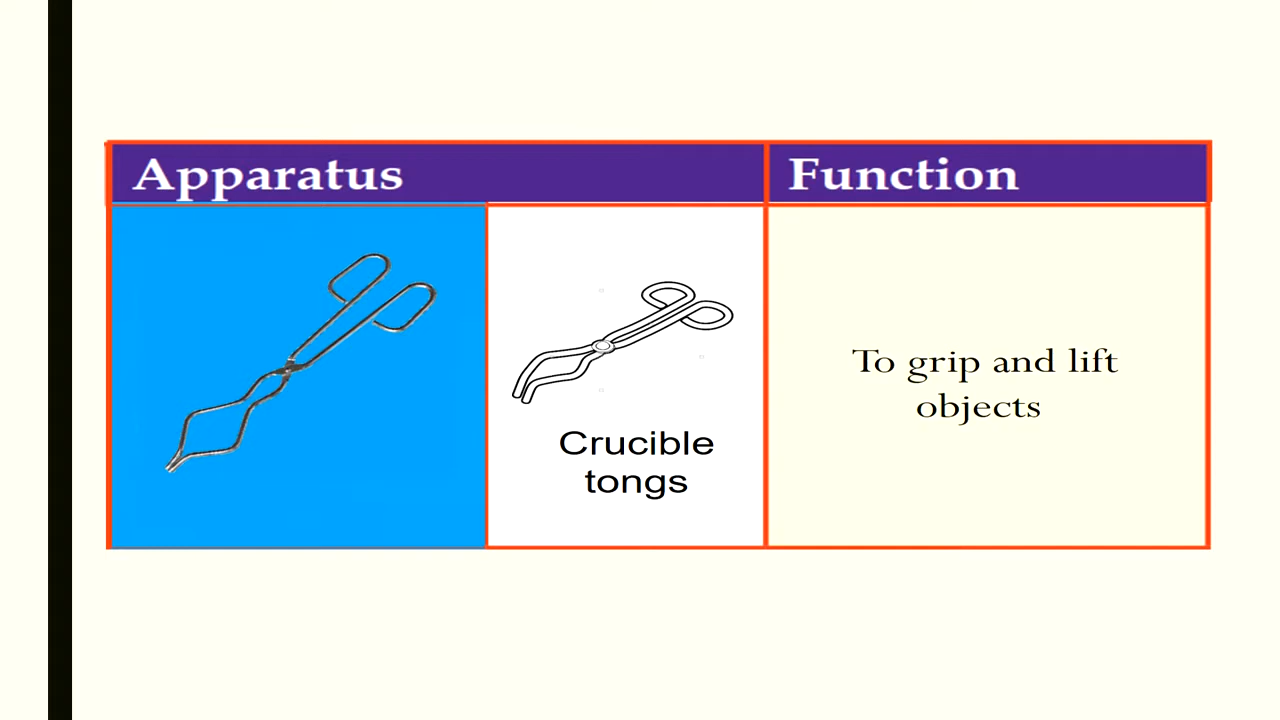 Apparatus
Function
Crucible
tongs
To grip and lift
objects